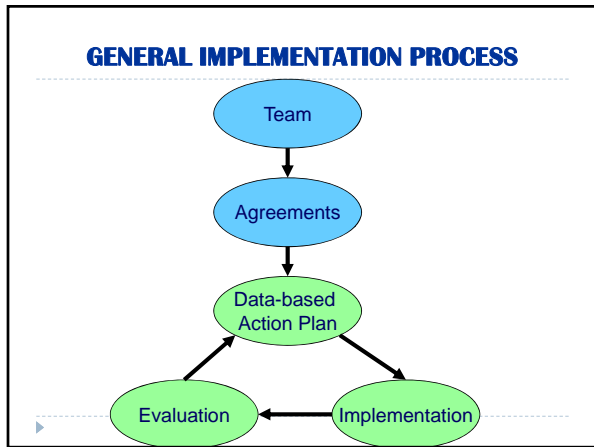 GENERAL IMPLEMENTATION PROCESS
Team
Agreements
Data-based
Action Plan
Evaluation
Implementation